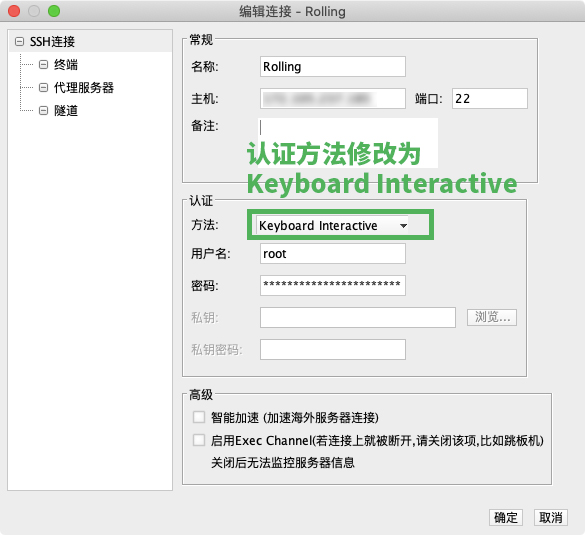 编辑连接 - Rolling
SSH连接
终端
代理服务器
隧道
常规
名称: Rolling
主机: 端口: 22
备注:
认证方法修改为
Keyboard Interactive
认证
方法: Keyboard Interactive
用户名: root
密码: ***********************
私钥: 浏览...
私钥密码:
高级
智能加速 (加速海外服务器连接)
启用Exec Channel(若连接上就被断开,请关闭该项,比如跳板机)
关闭后无法监控服务器信息
确定 取消